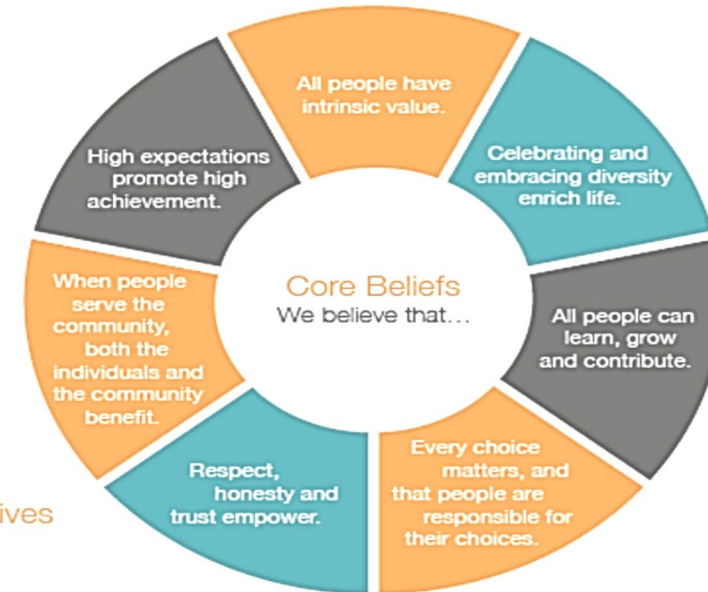 All people have
intrinsic value.
Celebrating and
embracing diversity
enrich life.
All people can
learn, grow
and contribute.
Every choice
matters, and
that people are
responsible for
their choices.
Respect,
honesty and
trust empower.
When people
serve the
community,
both the
individuals and
the community
benefit.
High expectations
promote high
achievement.
Core Beliefs
We believe that...
ives